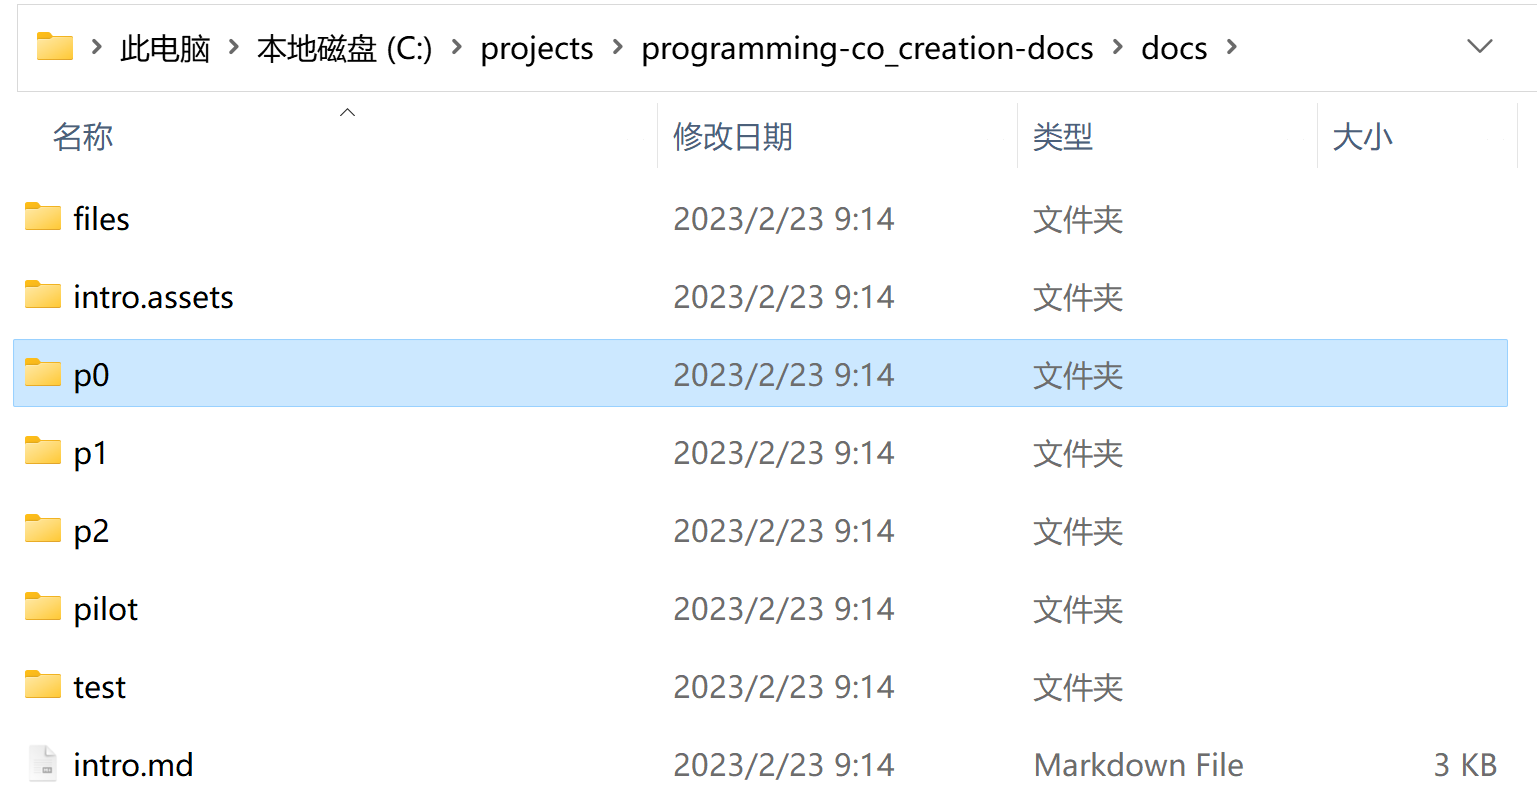 此电脑 > 本地磁盘 (C:) > projects > programming-co_creation-docs > docs >
名称 修改日期 类型 大小
files 2023/2/23 9:14 文件夹
intro.assets 2023/2/23 9:14 文件夹
p0 2023/2/23 9:14 文件夹
p1 2023/2/23 9:14 文件夹
p2 2023/2/23 9:14 文件夹
pilot 2023/2/23 9:14 文件夹
test 2023/2/23 9:14 文件夹
intro.md 2023/2/23 9:14 Markdown File 3 KB